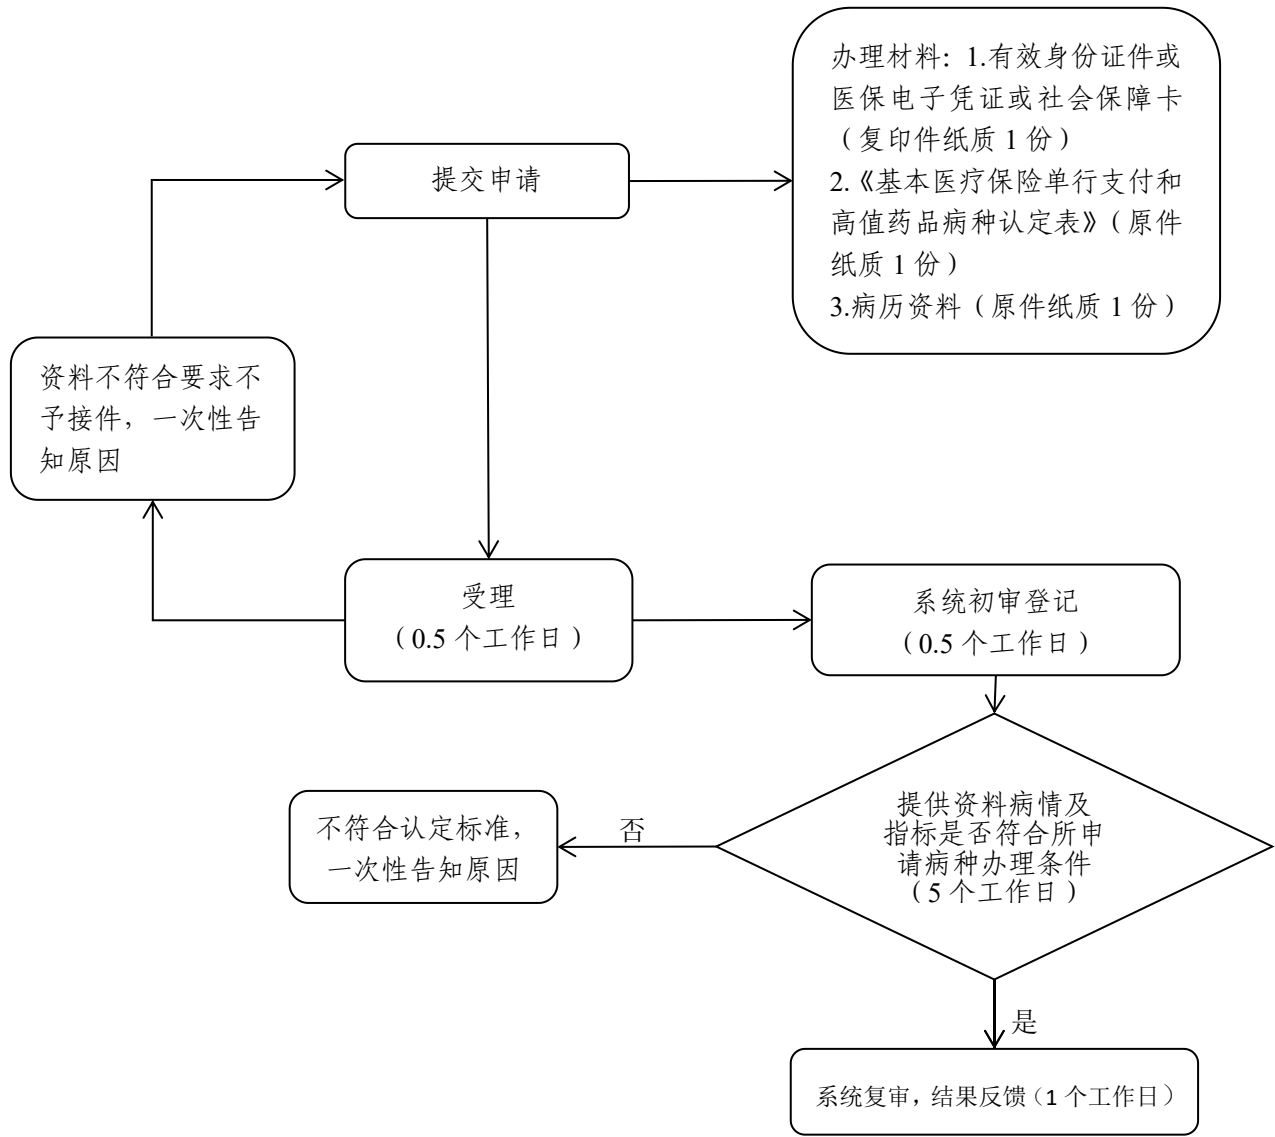 办理材料：1.有效身份证件或
医保电子凭证或社会保障卡
（复印件纸质 1 份）
2.《基本医疗保险单行支付和
高值药品病种认定表》（原件
纸质 1 份）
3.病历资料（原件纸质 1 份）
提交申请
资料不符合要求不
予接件，一次性告
知原因
受理
（0.5 个工作日）
系统初审登记
（0.5 个工作日）
提供资料病情及
指标是否符合所申
请病种办理条件
（5 个工作日）
否
不符合认定标准，
一次性告知原因
是
系统复审，结果反馈（1 个工作日）